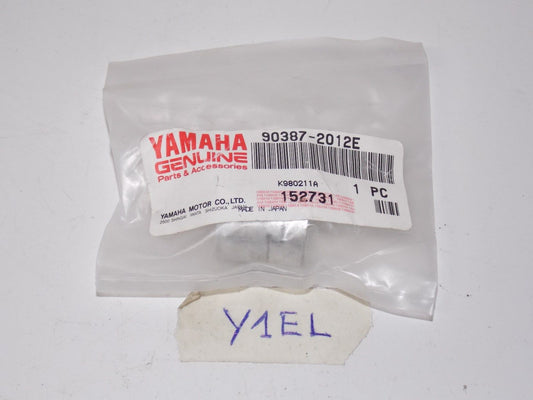 YAMAHA
GENUINE
Parts & Accessories
90387-2012E
K980211A
1 PC
152731
YAMAHA MOTOR CO., LTD.
MADE IN JAPAN
Y1EL